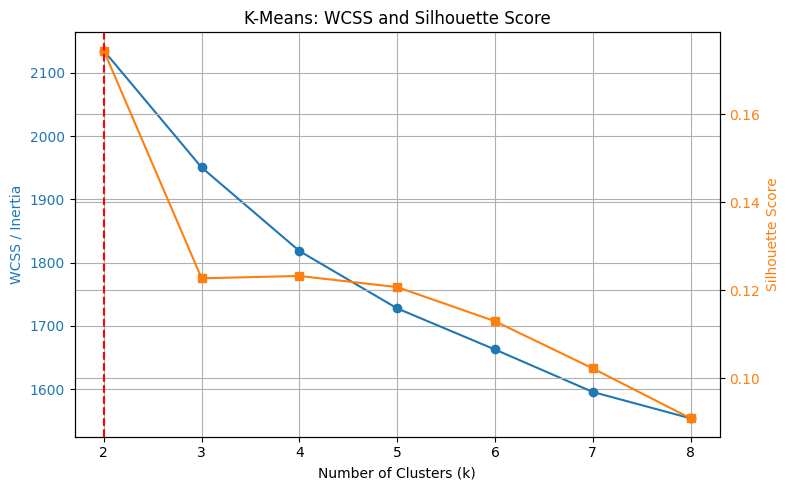 K-Means: WCSS and Silhouette Score
WCSS / Inertia
2100
2000
1900
1800
1700
1600
Silhouette Score
0.16
0.14
0.12
0.10
2 3 4 5 6 7 8
Number of Clusters (k)